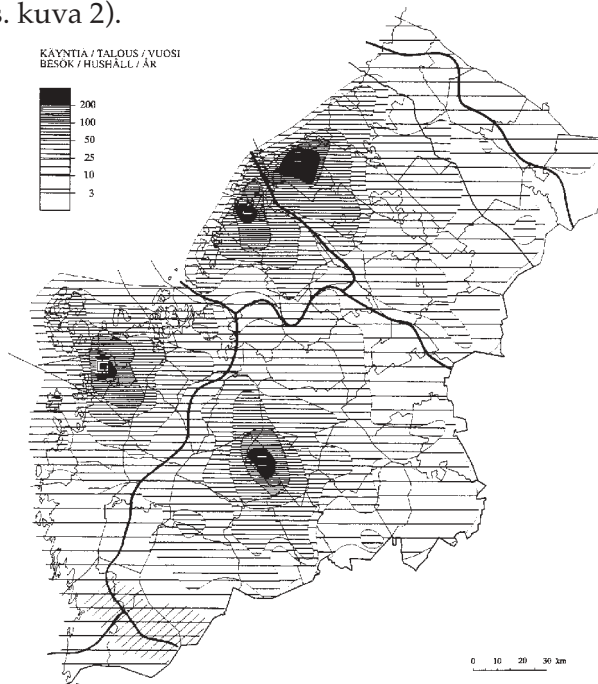 s. kuva 2).
KÄYNTIÄ / TALOUS / VUOSI
BESÖK / HUSHÅLL / ÅR
200
100
50
25
10
3
0 10 20 30 km